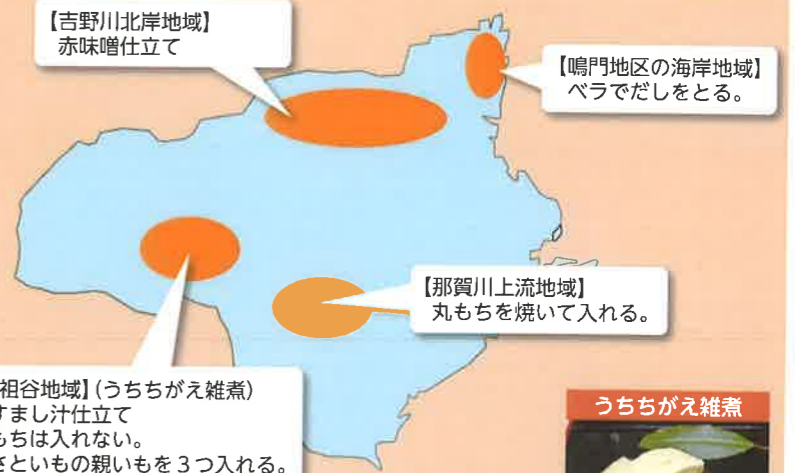 【吉野川北岸地域】
赤味噌仕立て
【鳴門地区の海岸地域】
ベラでだしをとる。
【那賀川上流地域】
丸もちを焼いて入れる。
祖谷地域】(うちちがえ雑煮)
すまし汁仕立て
もちは入れない。
さといもの親いもを3つ入れる。
うちちがえ雑煮